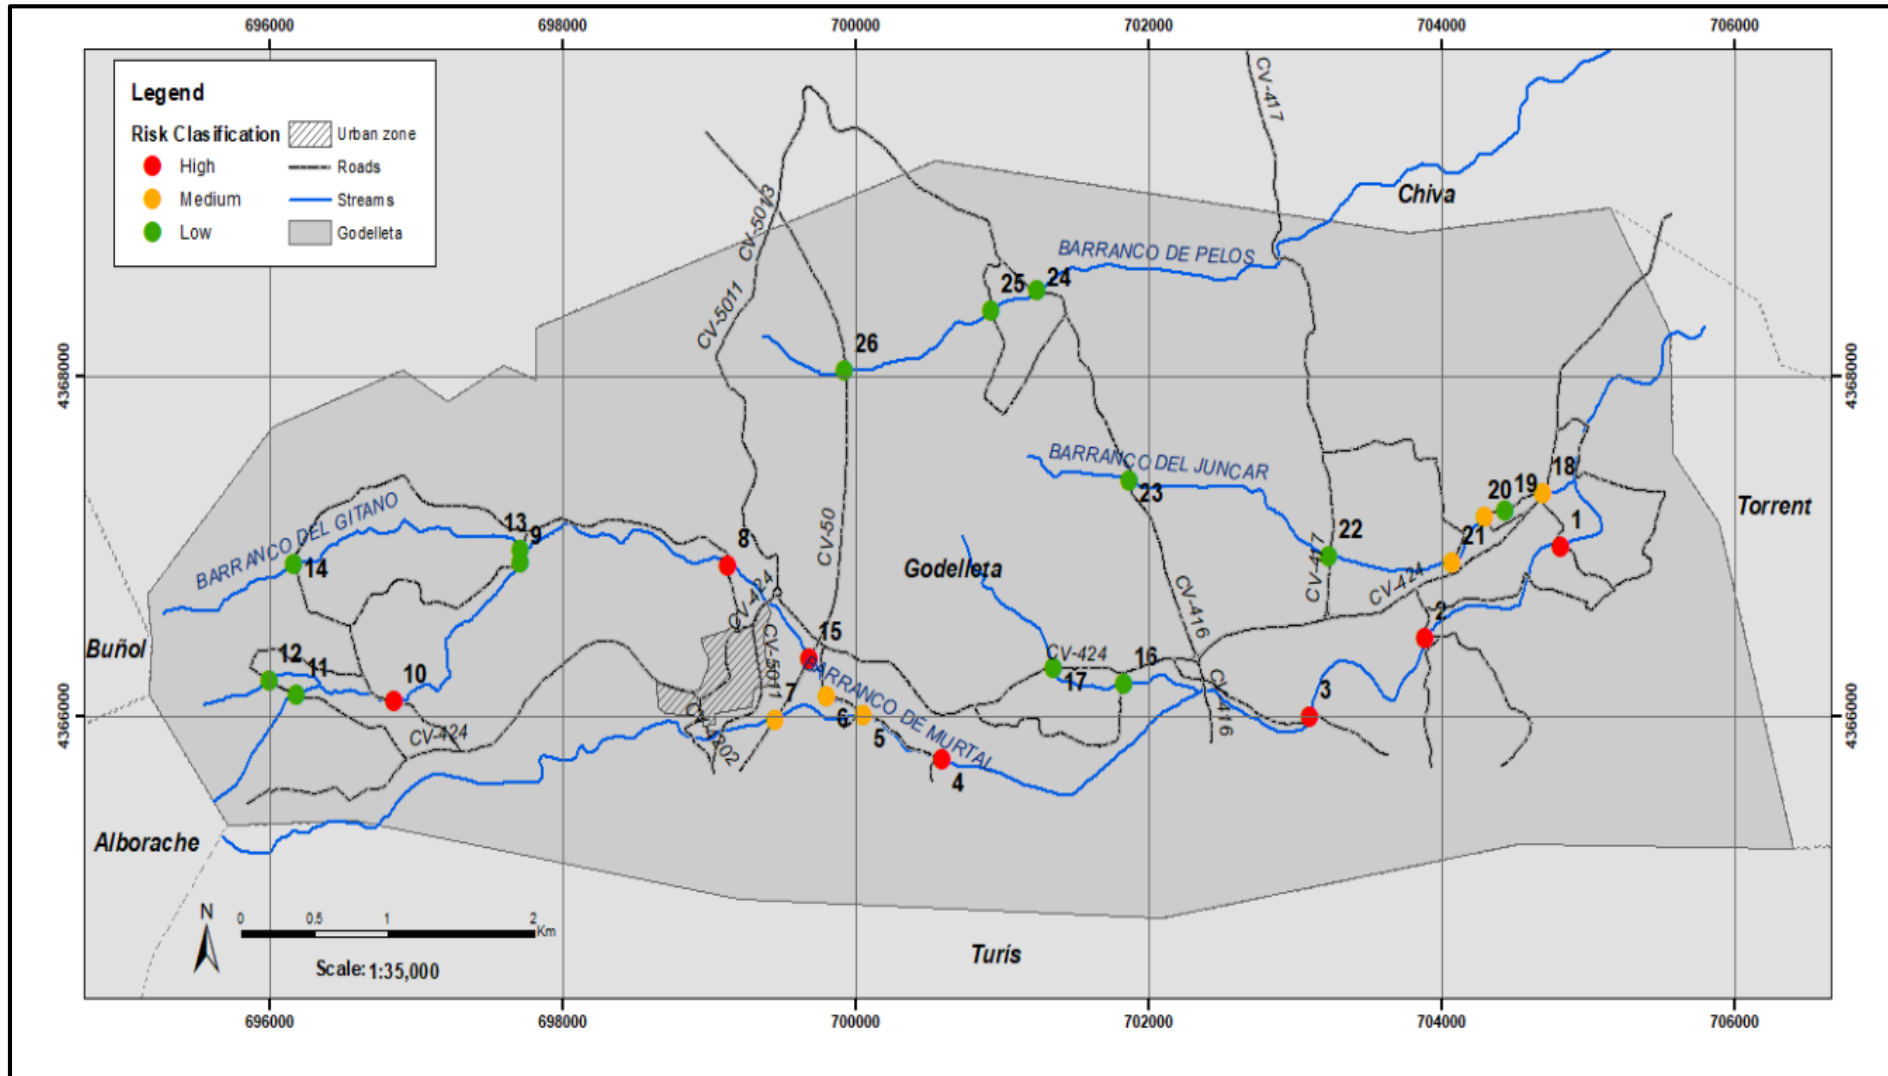 696000
698000
700000
702000
704000
706000
Legend
Risk Clasification
High
Medium
Low
Urban zone
Roads
Streams
Godelleta
CV-417
Chiva
CV-5013
BARRANCO DE PELOS
25
24
CV-5011
26
4368000
4368000
BARRANCO DEL JUNCAR
23
18
19
20
BARRANCO DEL GITANO
13
9
14
8
CV-50
Godelleta
22
21
1
Torrent
CV-417
CV-424
CV-424
CV-416
2
Buñol
12
11
10
15
CV-5011
7
BARRANCO DE MURTAL
CV-424
16
17
CV-416
3
4366000
4366000
CV-424
6
5
4
Alborache
N
0
0.5
1
2
Km
Scale: 1:35,000
Turís
696000
698000
700000
702000
704000
706000